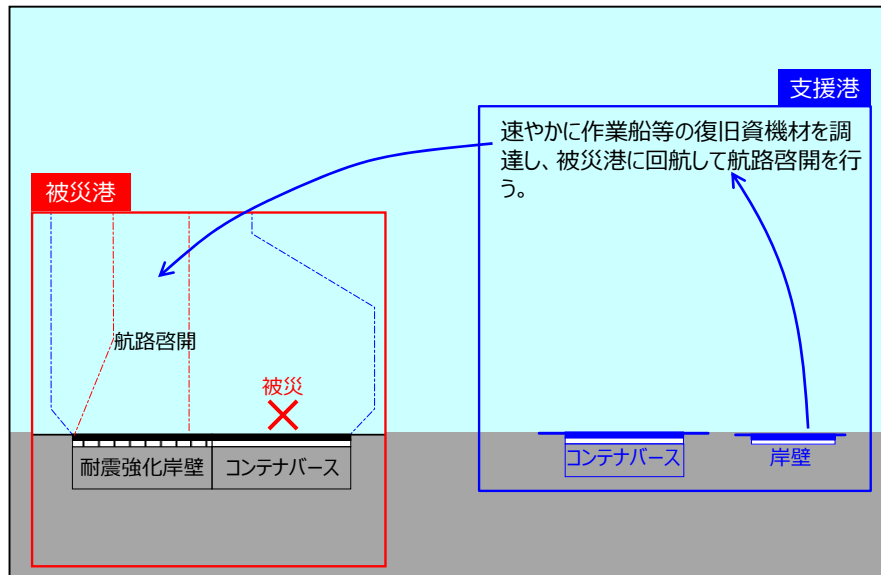 支援港
速やかに作業船等の復旧資機材を調
達し、被災港に回航して航路啓開を行
う。
被災港
航路啓開
被災
耐震強化岸壁
コンテナバース
コンテナバース
岸壁